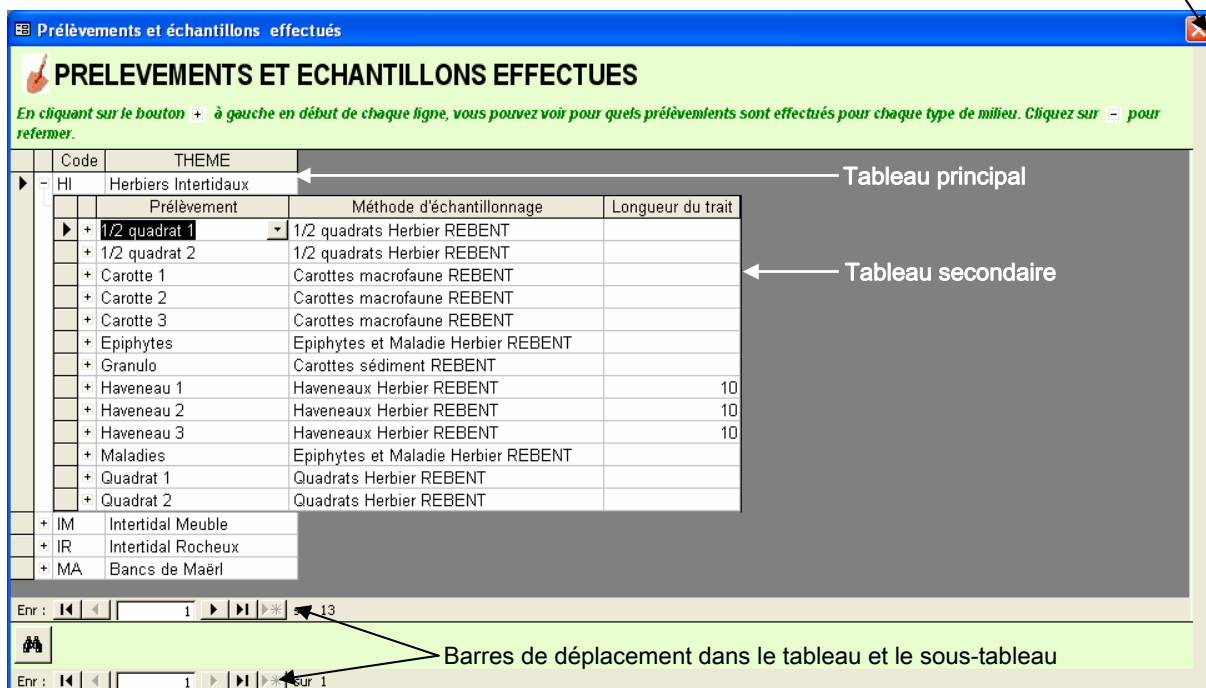 Prélèvements et échantillons effectués
PRELEVEMENTS ET ECHANTILLONS EFFECTUES
En cliquant sur le bouton + à gauche en début de chaque ligne, vous pouvez voir pour quels prélèvemients sont effectués pour chaque type de milieu. Cliquez sur - pour
refermer.
Code THEME
- HI Herbiers Intertidaux
Tableau principal
Prélèvement Méthode d'échantillonnage Longueur du trait
+ 1/2 quadrat 1 1/2 quadrats Herbier REBENT
+ 1/2 quadrat 2 1/2 quadrats Herbier REBENT
+ Carotte 1 Carottes macrofaune REBENT
Tableau secondaire
+ Carotte 2 Carottes macrofaune REBENT
+ Carotte 3 Carottes macrofaune REBENT
+ Epiphytes Epiphytes et Maladie Herbier REBENT
+ Granulo Carottes sédiment REBENT
+ Haveneau 1 Haveneaux Herbier REBENT 10
+ Haveneau 2 Haveneaux Herbier REBENT 10
+ Haveneau 3 Haveneaux Herbier REBENT 10
+ Maladies Epiphytes et Maladie Herbier REBENT
+ Quadrat 1 Quadrats Herbier REBENT
+ Quadrat 2 Quadrats Herbier REBENT
+ IM Intertidal Meuble
+ IR Intertidal Rocheux
+ MA Bancs de Maërl
Enr : 1 13
Barres de déplacement dans le tableau et le sous-tableau
Enr : 1 sur 1